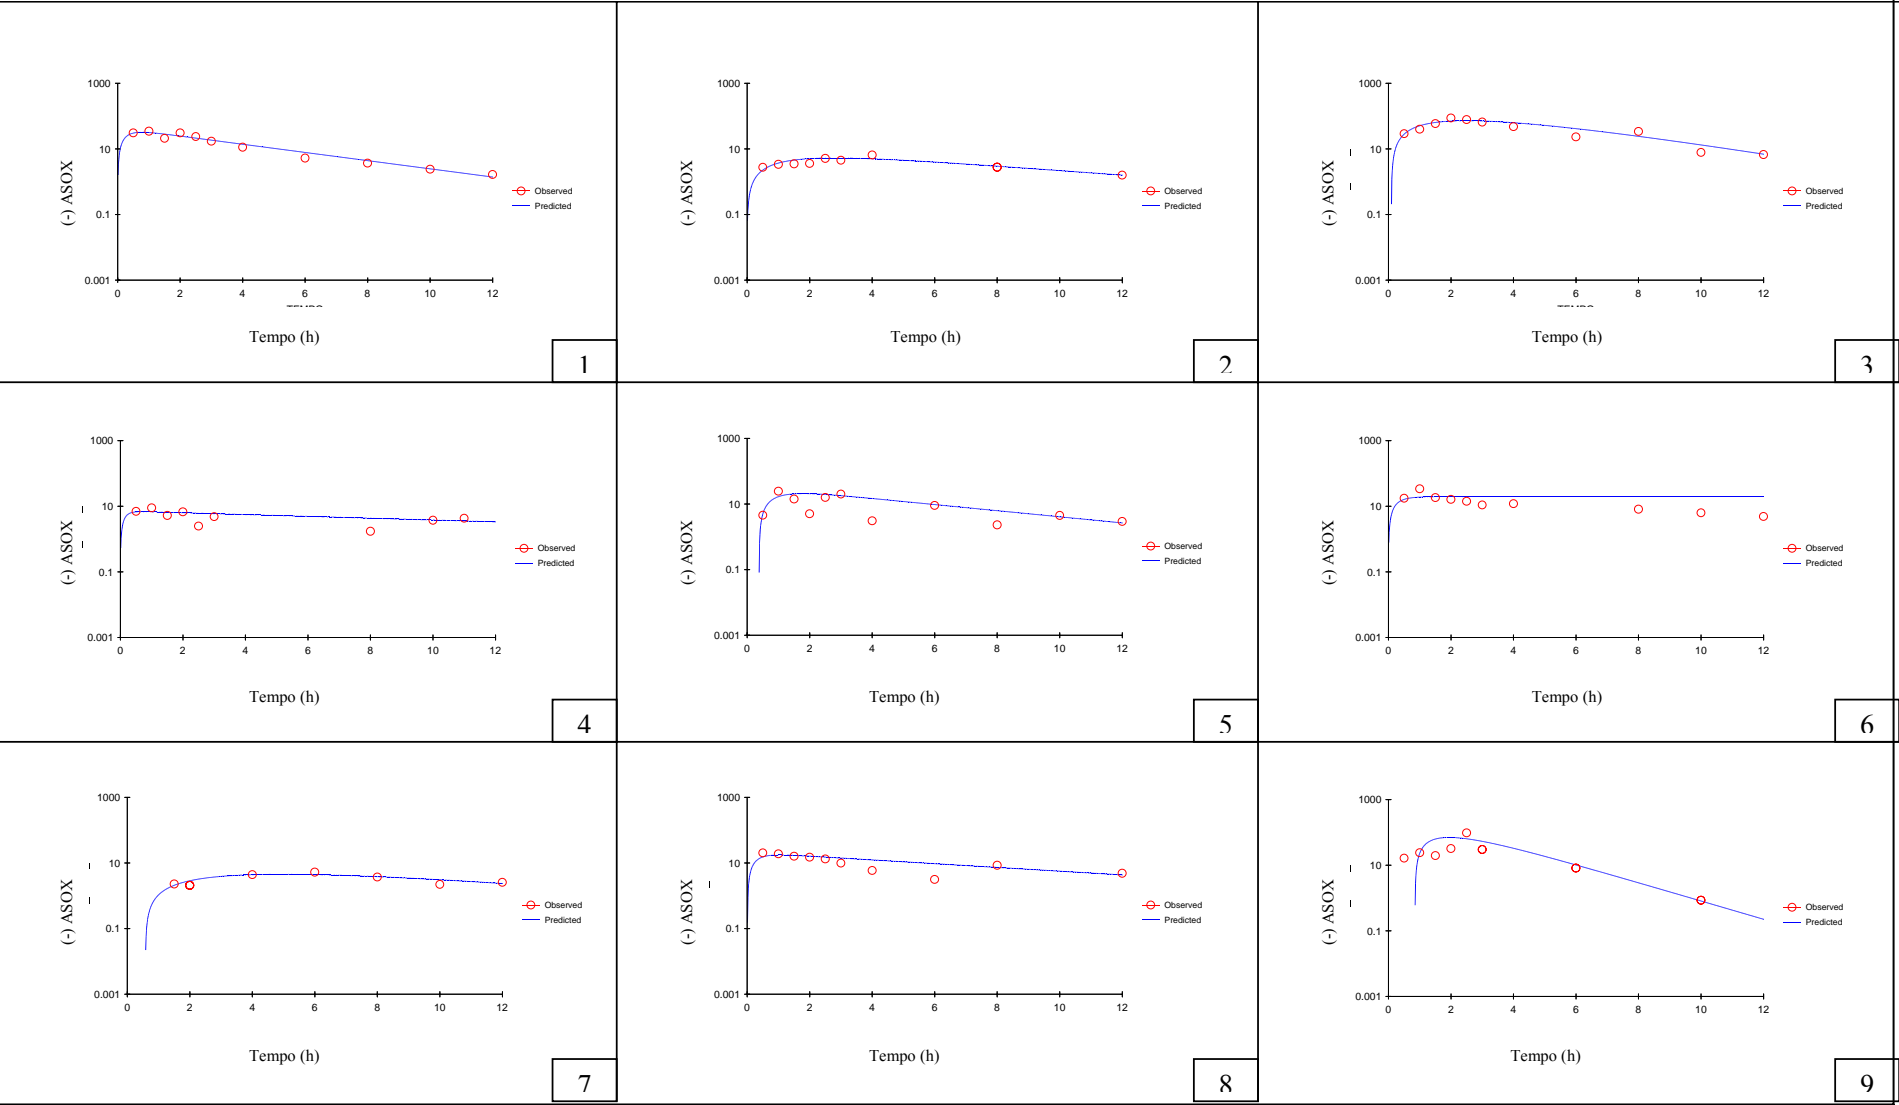 1000
10
0.1
0.001
0 2 4 6 8 10 12
(-) ASOX
Observed
Predicted
TEMPO
Tempo (h)
1
1000
10
0.1
0.001
0 2 4 6 8 10 12
(-) ASOX
Observed
Predicted
Tempo (h)
2
1000
10
0.1
0.001
0 2 4 6 8 10 12
(-) ASOX
Observed
Predicted
TEMPO
Tempo (h)
3
1000
10
0.1
0.001
0 2 4 6 8 10 12
(-) ASOX
Observed
Predicted
Tempo (h)
4
1000
10
0.1
0.001
0 2 4 6 8 10 12
(-) ASOX
Observed
Predicted
Tempo (h)
5
1000
10
0.1
0.001
0 2 4 6 8 10 12
(-) ASOX
Observed
Predicted
Tempo (h)
6
1000
10
0.1
0.001
0 2 4 6 8 10 12
(-) ASOX
Observed
Predicted
Tempo (h)
7
1000
10
0.1
0.001
0 2 4 6 8 10 12
(-) ASOX
Observed
Predicted
Tempo (h)
8
1000
10
0.1
0.001
0 2 4 6 8 10 12
(-) ASOX
Observed
Predicted
Tempo (h)
9